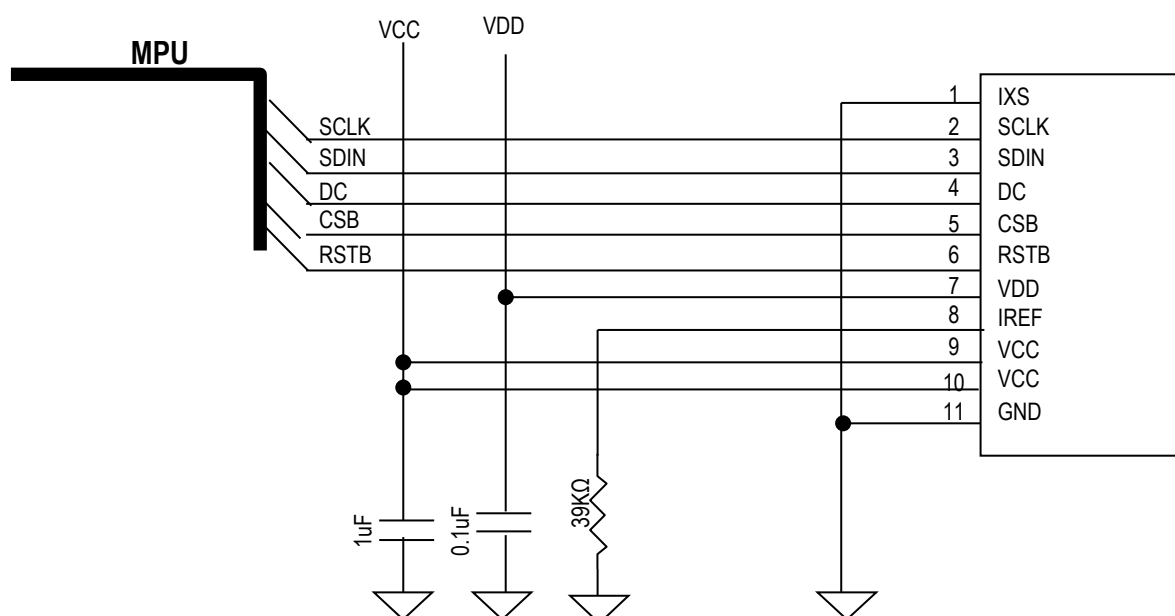 VCC
VDD
MPU
SCLK
SDIN
DC
CSB
RSTB
1 IXS
2 SCLK
3 SDIN
4 DC
5 CSB
6 RSTB
7 VDD
8 IREF
9 VCC
10 VCC
11 GND
1uF
0.1uF
39KΩ